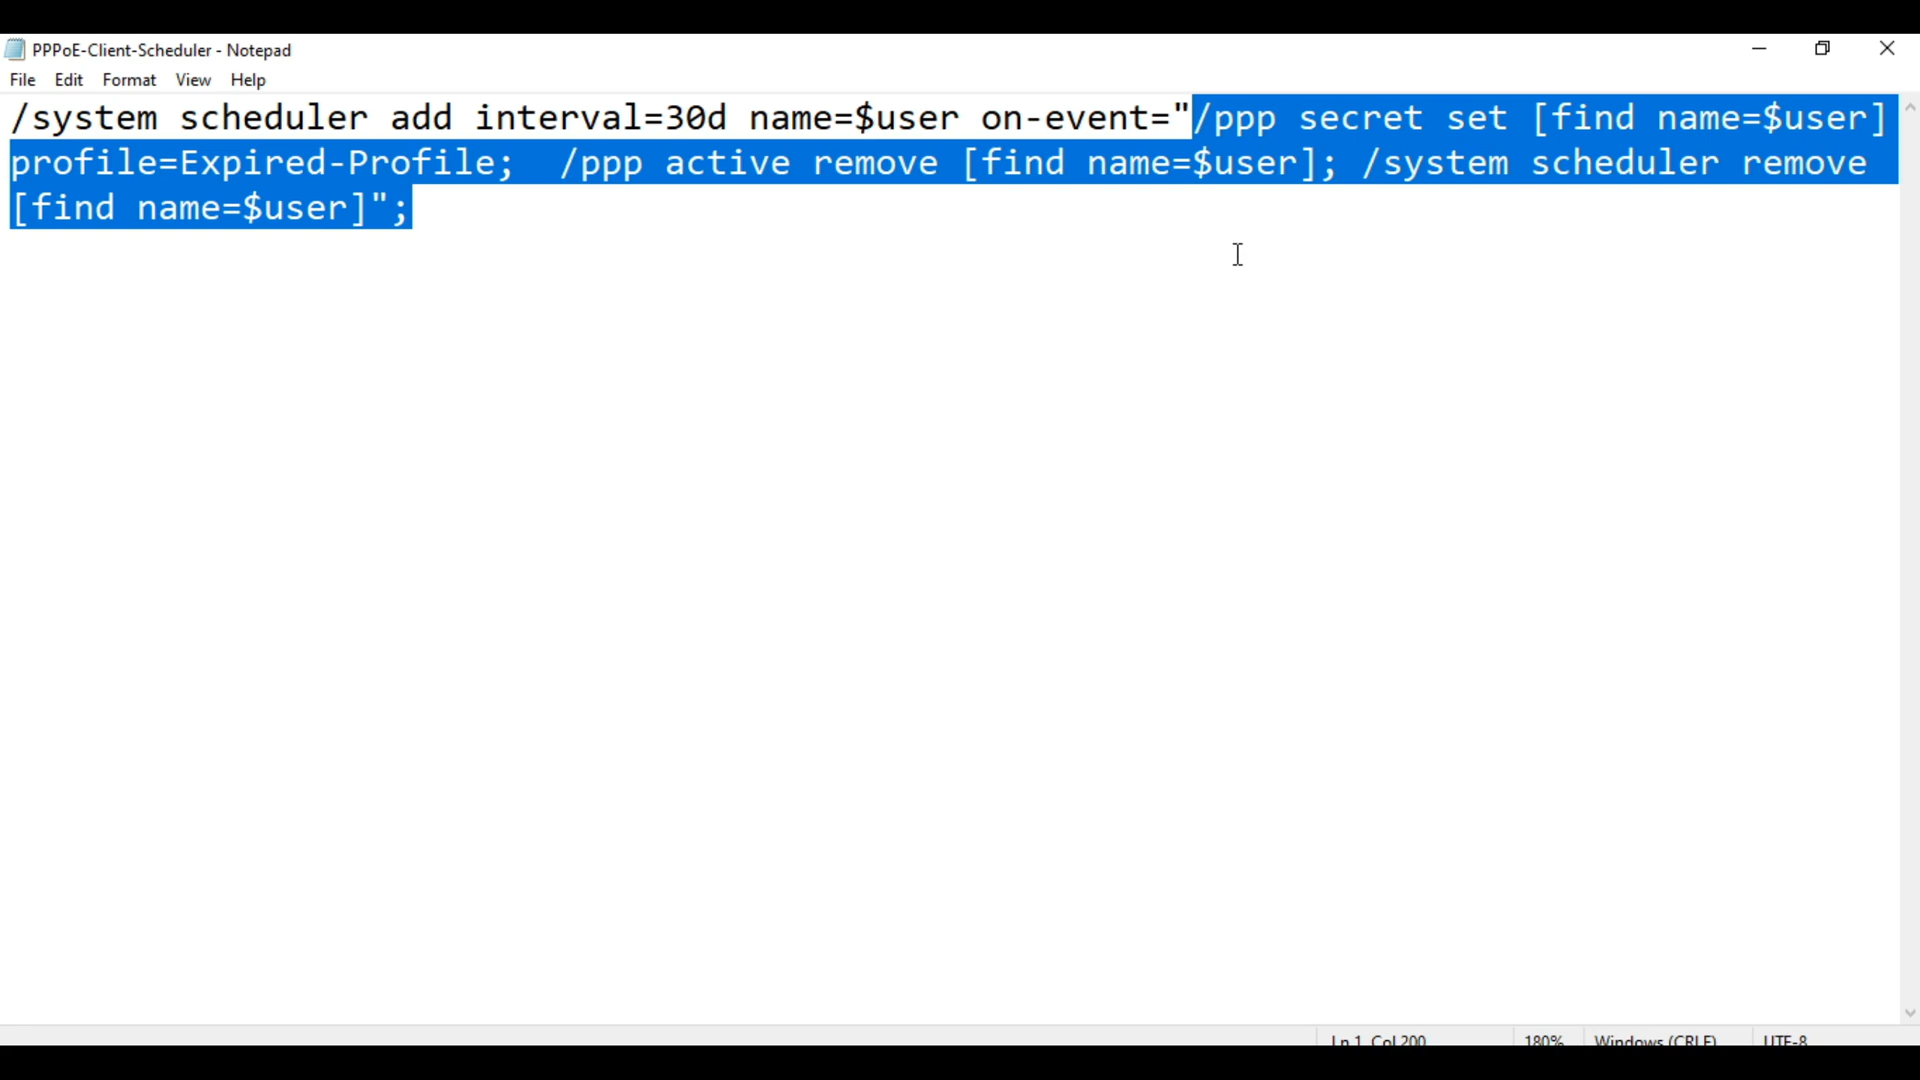 PPPoE-Client-Scheduler - Notepad
File Edit Format View Help
/system scheduler add interval=30d name=$user on-event="/ppp secret set [find name=$user]
profile=Expired-Profile;  /ppp active remove [find name=$user]; /system scheduler remove
[find name=$user]";
Ln 1, Col 200 180% Windows (CRLF) UTF-8